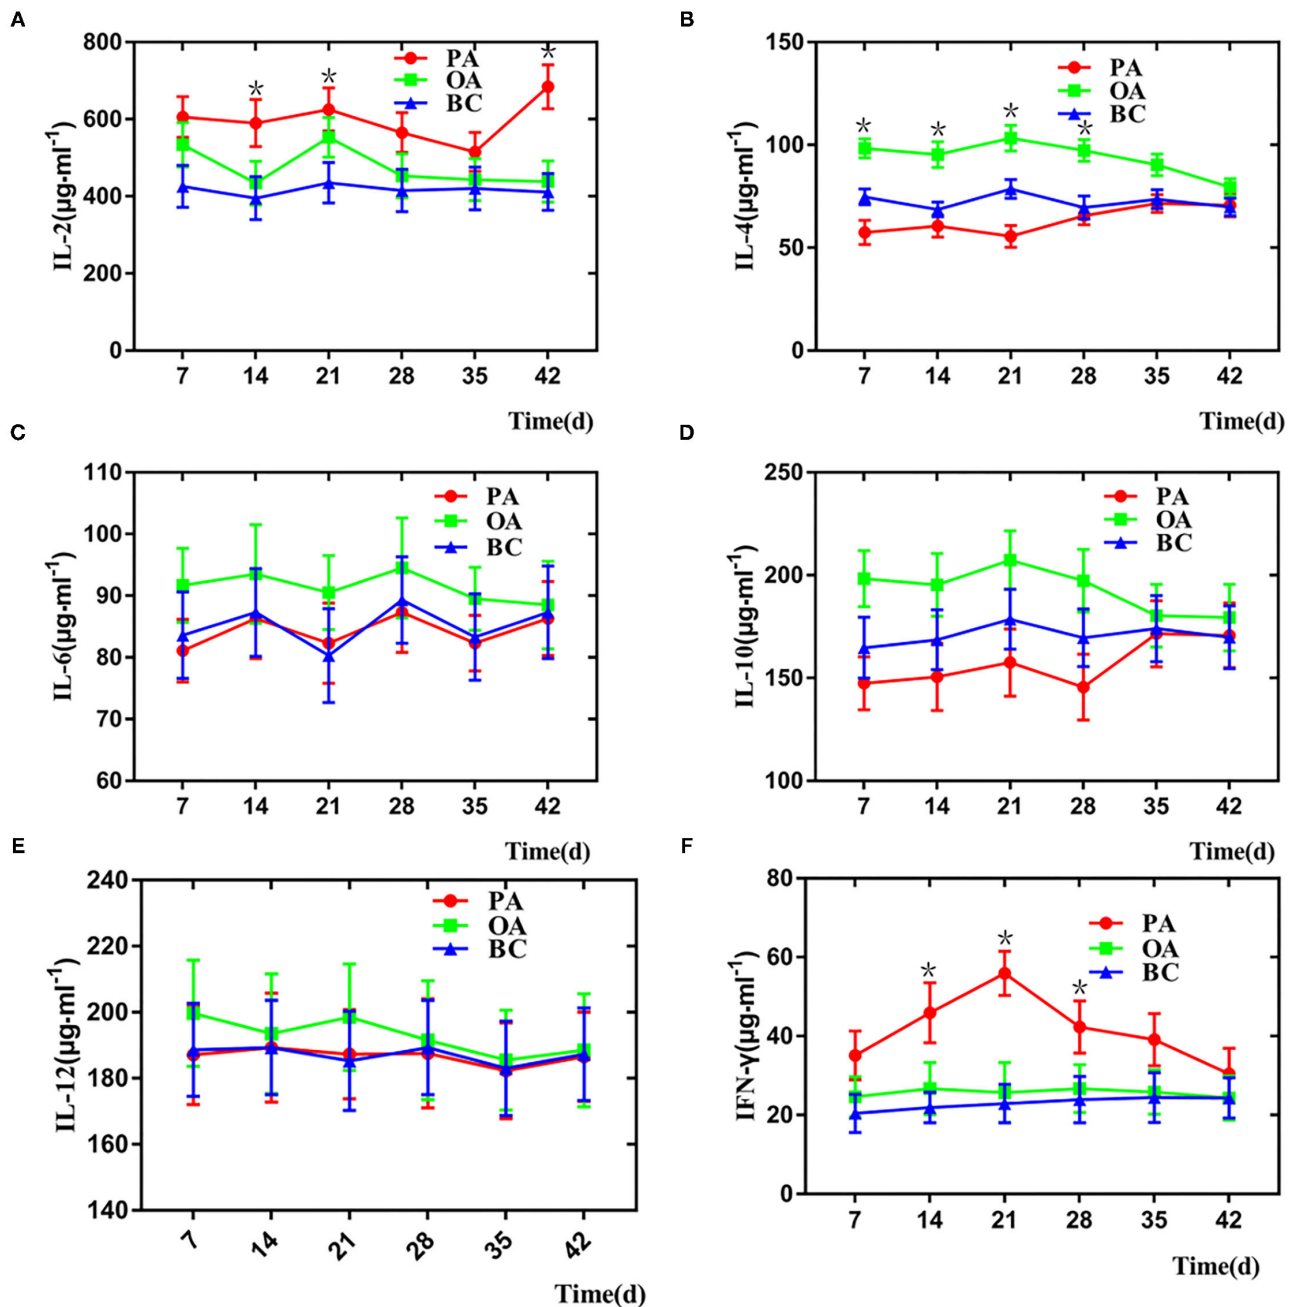 A
IL-2(μg·ml⁻¹)
800
600
400
200
0
7 14 21 28 35 42
Time(d)
PA
OA
BC
*
*
*
B
IL-4(μg·ml⁻¹)
150
100
50
0
7 14 21 28 35 42
Time(d)
PA
OA
BC
*
*
*
*
C
IL-6(μg·ml⁻¹)
110
100
90
80
70
60
7 14 21 28 35 42
Time(d)
PA
OA
BC
D
IL-10(μg·ml⁻¹)
250
200
150
100
7 14 21 28 35 42
Time(d)
PA
OA
BC
E
IL-12(μg·ml⁻¹)
240
220
200
180
160
140
7 14 21 28 35 42
Time(d)
PA
OA
BC
F
IFN-γ(μg·ml⁻¹)
80
60
40
20
0
7 14 21 28 35 42
Time(d)
PA
OA
BC
*
*
*